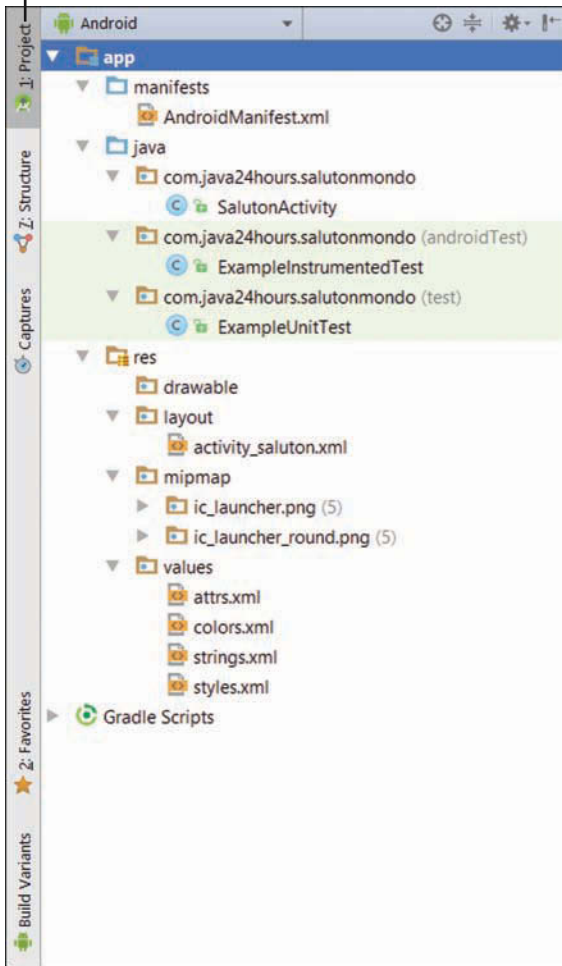 Android
app
manifests
AndroidManifest.xml
java
com.java24hours.salutonmondo
SalutonActivity
com.java24hours.salutonmondo (androidTest)
ExampleInstrumentedTest
com.java24hours.salutonmondo (test)
ExampleUnitTest
res
drawable
layout
activity_saluton.xml
mipmap
ic_launcher.png (5)
ic_launcher_round.png (5)
values
attrs.xml
colors.xml
strings.xml
styles.xml
Gradle Scripts
1: Project
7: Structure
Captures
2: Favorites
Build Variants